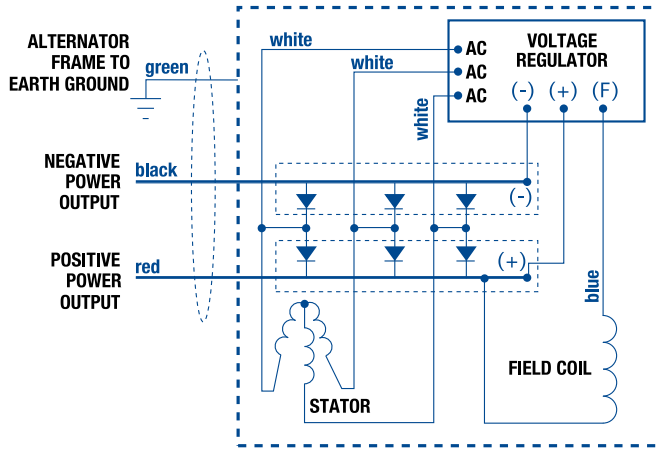 ALTERNATOR
FRAME TO
EARTH GROUND
green
white
white
white
AC
AC
AC
VOLTAGE
REGULATOR
(-) (+) (F)
NEGATIVE
POWER
OUTPUT
black
(-)
POSITIVE
POWER
OUTPUT
red
(+)
blue
STATOR
FIELD COIL